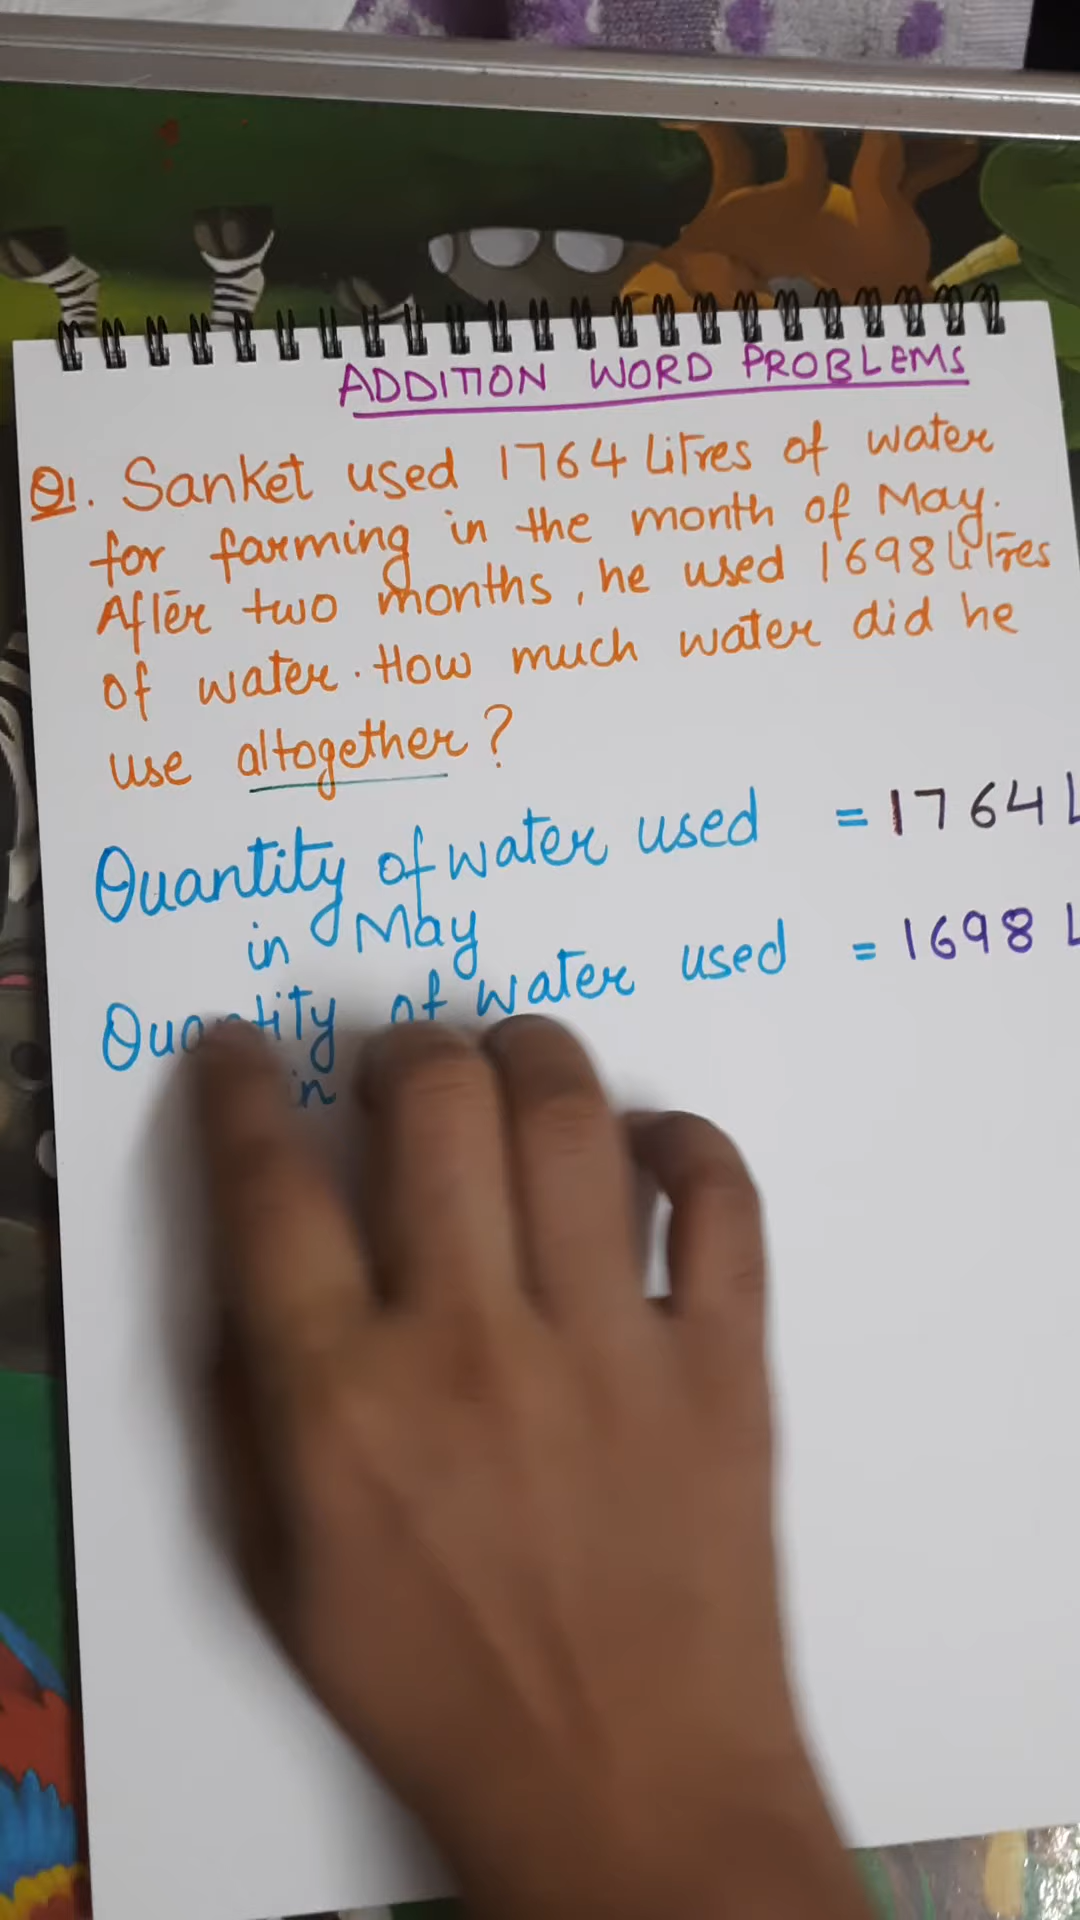 ADDITION WORD PROBLEMS
Q1. Sanket used 1764 Litres of water
for farming in the month of May.
After two months, he used 1698 Litres
of water. How much water did he
use altogether?
Quantity of water used = 1764 L
in May
Quantity of water used = 1698 L
in